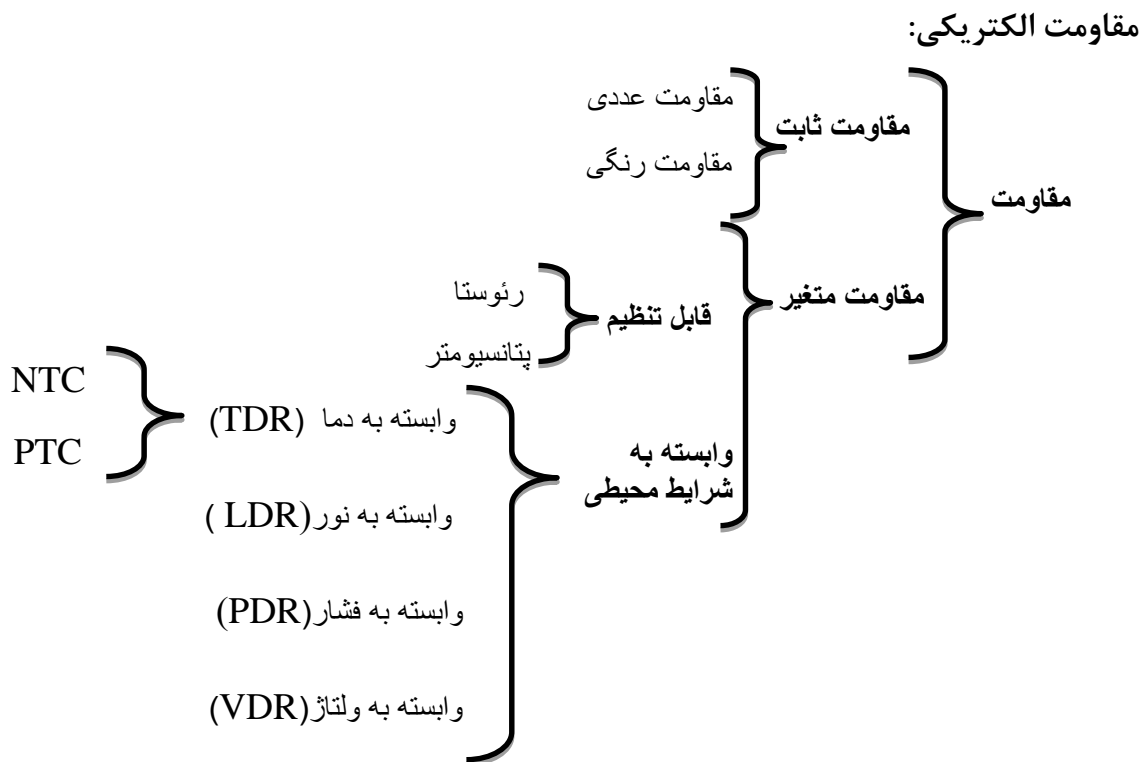 مقاومت الکتریکی:
مقاومت
مقاومت ثابت
مقاومت عددی
مقاومت رنگی
مقاومت متغیر
قابل تنظیم
رئوستا
پتانسیومتر
وابسته به
شرایط محیطی
وابسته به دما (TDR)
NTC
PTC
وابسته به نور(LDR )
وابسته به فشار(PDR)
وابسته به ولتاژ(VDR)